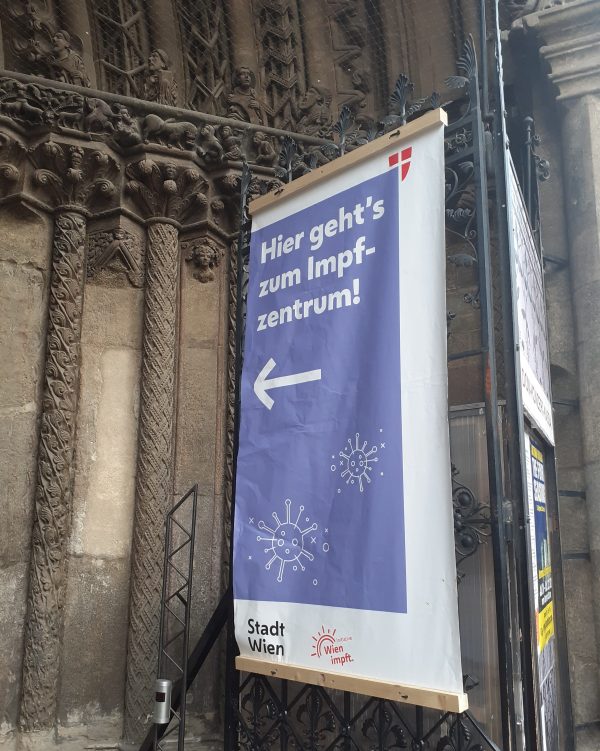 Hier geht's
zum Impf-
zentrum!
Stadt
Wien
Wien
impft.